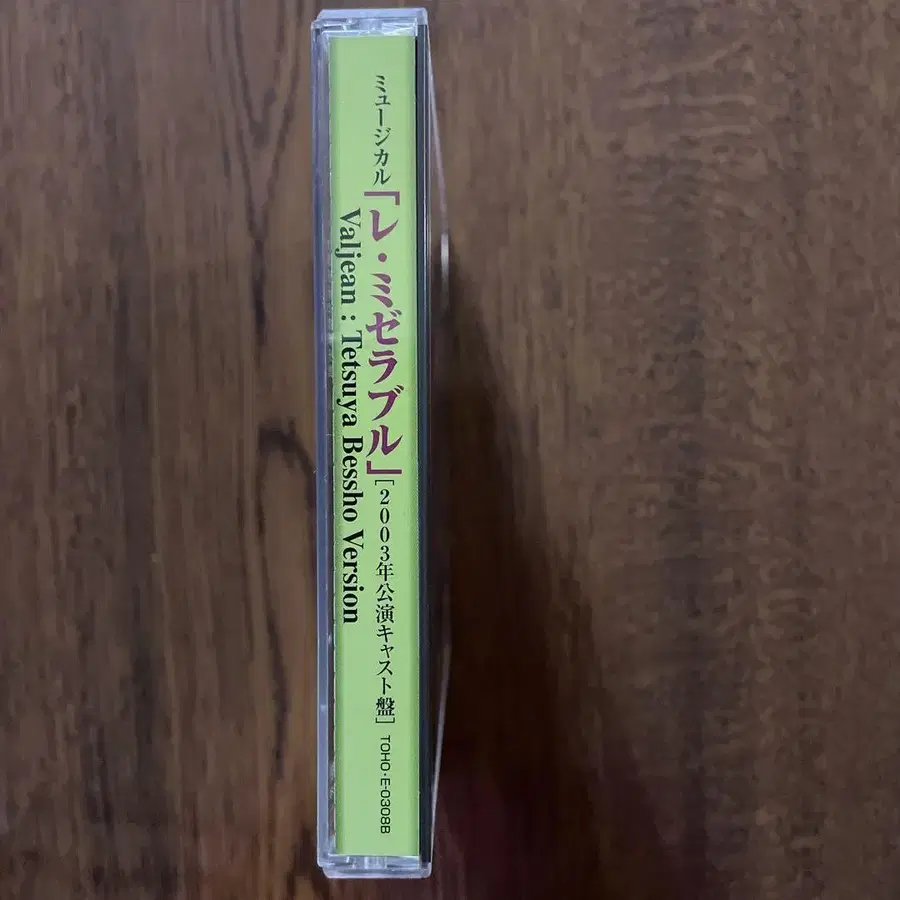 ミュージカル「レ・ミゼラブル」[2003年公演キャスト盤] TOHO・E-0308B
Valjean : Tetsuya Bessho Version